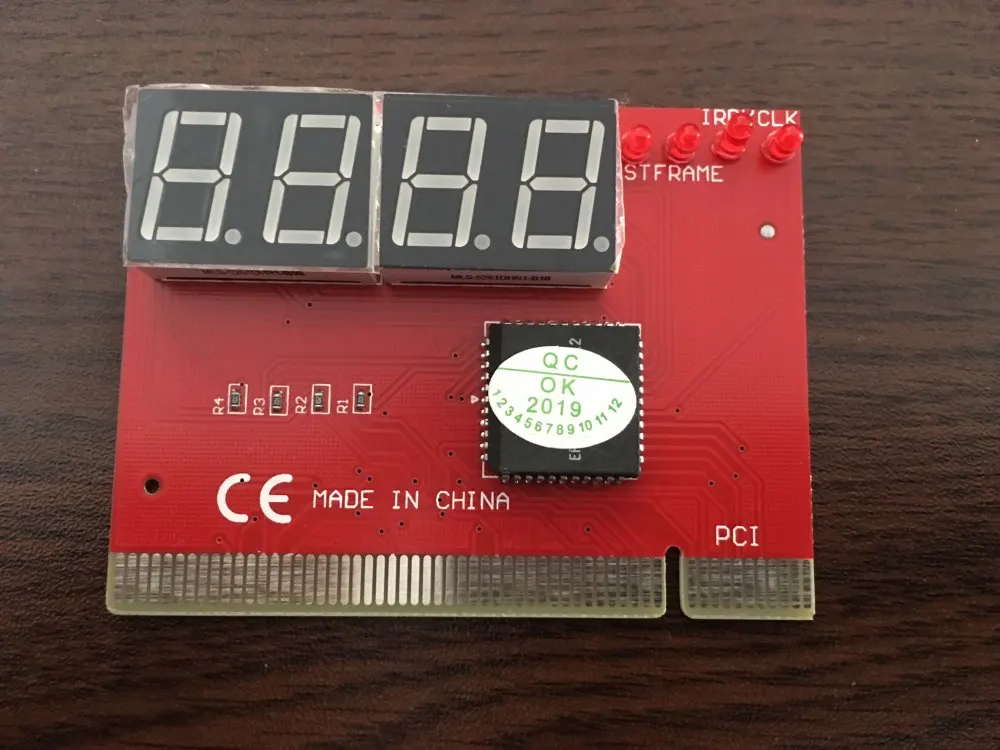 CLK
STFRAME
QC
OK
2019
1 2 3 4 5 6 7 8 9 10 11 12
R4
R3
R2
R1
CE MADE IN CHINA
PCI